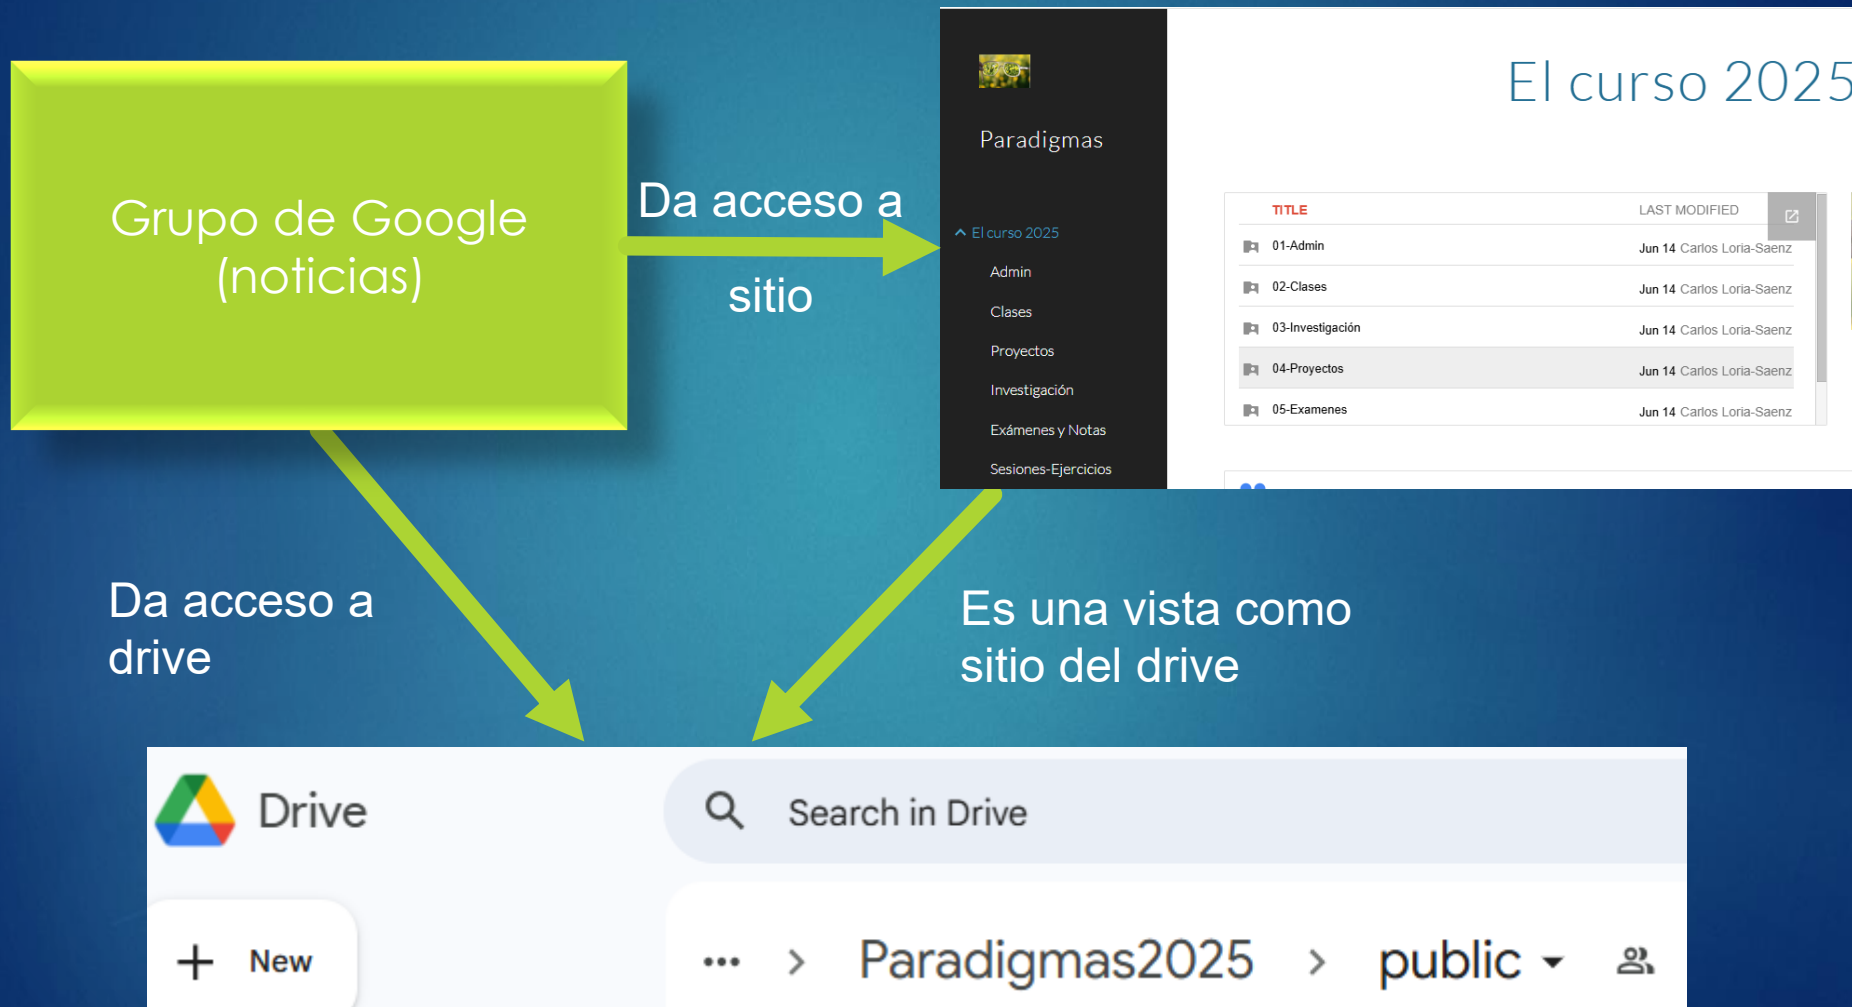 Grupo de Google
(noticias)
Da acceso a
sitio
Paradigmas
El curso 2025
Admin
Clases
Proyectos
Investigación
Exámenes y Notas
Sesiones-Ejercicios
El curso 2025
TITLE LAST MODIFIED
01-Admin Jun 14 Carlos Loria-Saenz
02-Clases Jun 14 Carlos Loria-Saenz
03-Investigación Jun 14 Carlos Loria-Saenz
04-Proyectos Jun 14 Carlos Loria-Saenz
05-Examenes Jun 14 Carlos Loria-Saenz
Da acceso a
drive
Es una vista como
sitio del drive
Drive
Search in Drive
+ New
... > Paradigmas2025 > public